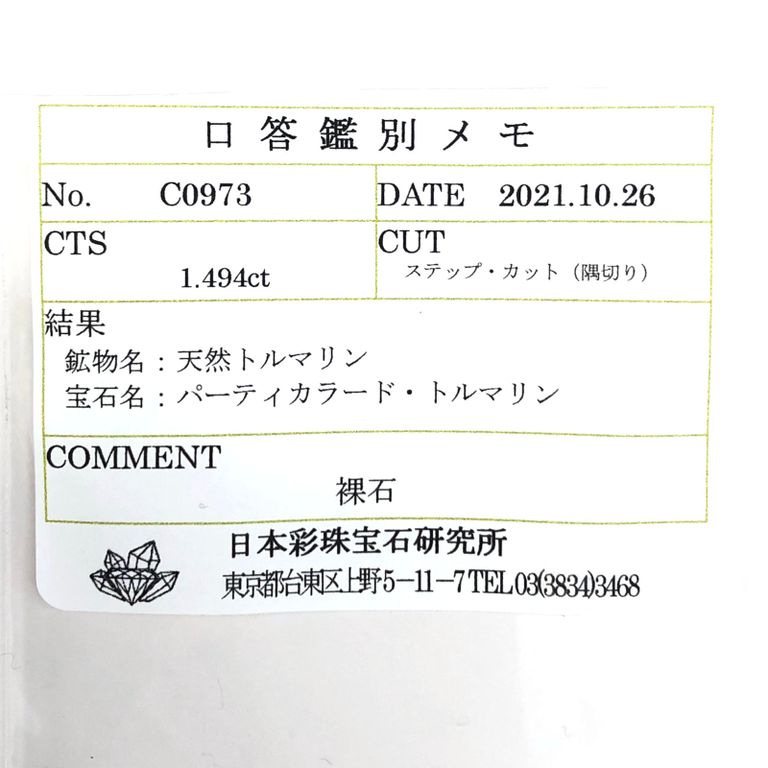 口答鑑別メモ
No. C0973 DATE 2021.10.26
CTS CUT
1.494ct ステップ・カット（隅切り）
結果
鉱物名：天然トルマリン
宝石名：パーティカラード・トルマリン
COMMENT
裸石
日本彩珠宝石研究所
東京都台東区上野5－11－7TEL03(3834)3468